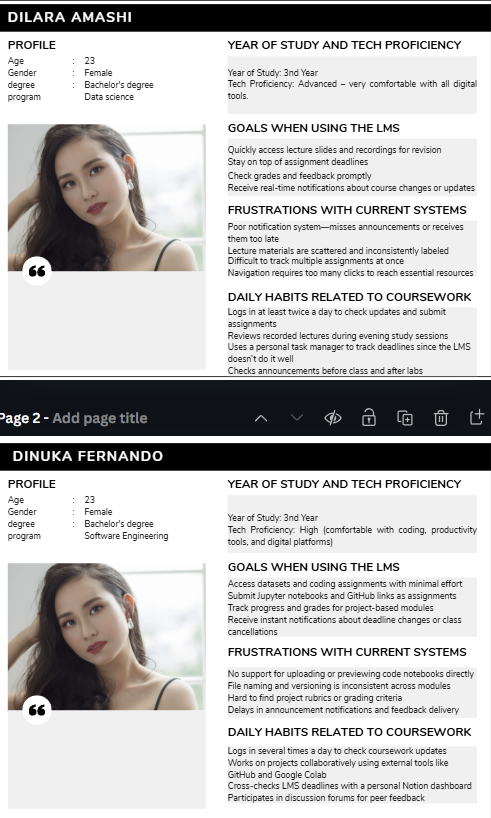 DILARA AMASHI
PROFILE
Age : 23
Gender : Female
degree : Bachelor's degree
program Data science
YEAR OF STUDY AND TECH PROFICIENCY
Year of Study: 3nd Year
Tech Proficiency: Advanced – very comfortable with all digital
tools.
GOALS WHEN USING THE LMS
Quickly access lecture slides and recordings for revision
Stay on top of assignment deadlines
Check grades and feedback promptly
Receive real-time notifications about course changes or updates
FRUSTRATIONS WITH CURRENT SYSTEMS
Poor notification system—misses announcements or receives
them too late
Lecture materials are scattered and inconsistently labeled
Difficult to track multiple assignments at once
Navigation requires too many clicks to reach essential resources
DAILY HABITS RELATED TO COURSEWORK
Logs in at least twice a day to check updates and submit
assignments
Reviews recorded lectures during evening study sessions
Uses a personal task manager to track deadlines since the LMS
doesn't do it well
Checks announcements before class and after labs
Page 2 - Add page title
DINUKA FERNANDO
PROFILE
Age : 23
Gender : Female
degree : Bachelor's degree
program Software Engineering
YEAR OF STUDY AND TECH PROFICIENCY
Year of Study: 3nd Year
Tech Proficiency: High (comfortable with coding, productivity
tools, and digital platforms)
GOALS WHEN USING THE LMS
Access datasets and coding assignments with minimal effort
Submit Jupyter notebooks and GitHub links as assignments
Track progress and grades for project-based modules
Receive instant notifications about deadline changes or class
cancellations
FRUSTRATIONS WITH CURRENT SYSTEMS
No support for uploading or previewing code notebooks directly
File naming and versioning is inconsistent across modules
Hard to find project rubrics or grading criteria
Delays in announcement notifications and feedback delivery
DAILY HABITS RELATED TO COURSEWORK
Logs in several times a day to check coursework updates
Works on projects collaboratively using external tools like
GitHub and Google Colab
Cross-checks LMS deadlines with a personal Notion dashboard
Participates in discussion forums for peer feedback